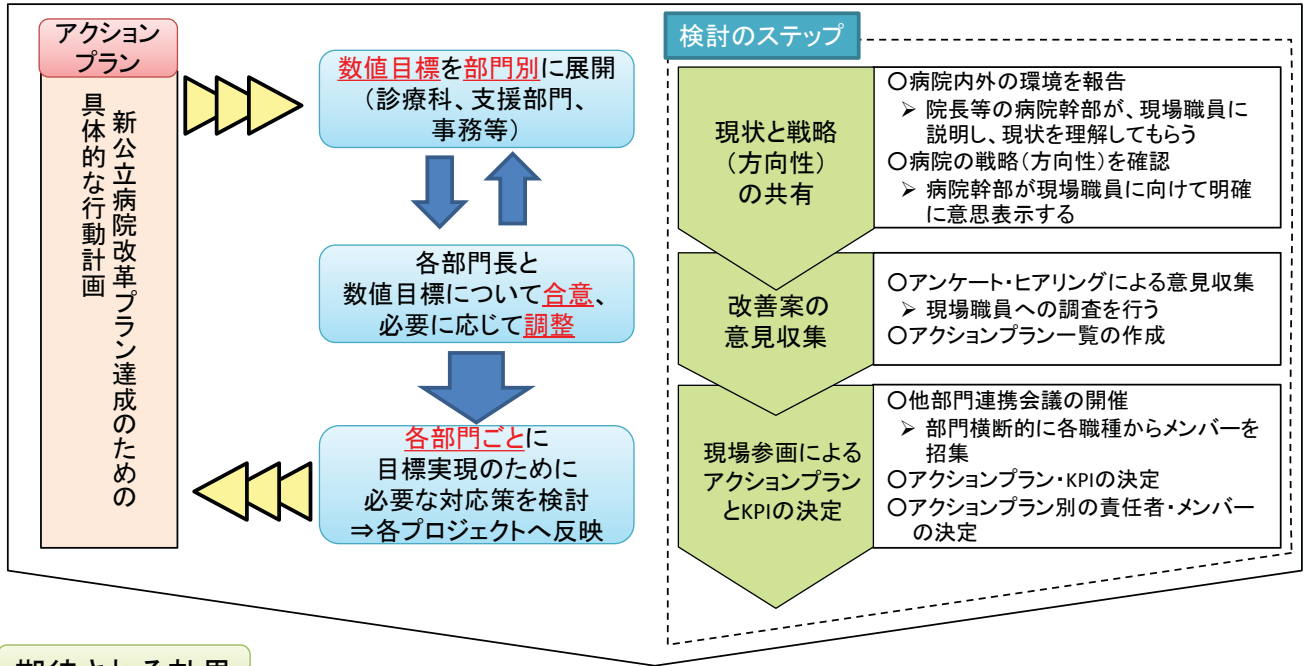 アクション
プラン
新公立病院改革プラン達成のための
具体的な行動計画
数値目標を部門別に展開
（診療科、支援部門、
事務等）
各部門長と
数値目標について合意、
必要に応じて調整
各部門ごとに
目標実現のために
必要な対応策を検討
⇒各プロジェクトへ反映
検討のステップ
現状と戦略
（方向性）
の共有
○病院内外の環境を報告
➢ 院長等の病院幹部が、現場職員に
説明し、現状を理解してもらう
○病院の戦略（方向性）を確認
➢ 病院幹部が現場職員に向けて明確
に意思表示する
改善案の
意見収集
○アンケート・ヒアリングによる意見収集
➢ 現場職員への調査を行う
○アクションプラン一覧の作成
現場参画による
アクションプラン
とKPIの決定
○他部門連携会議の開催
➢ 部門横断的に各職種からメンバーを
招集
○アクションプラン・KPIの決定
○アクションプラン別の責任者・メンバー
の決定
期待される効果